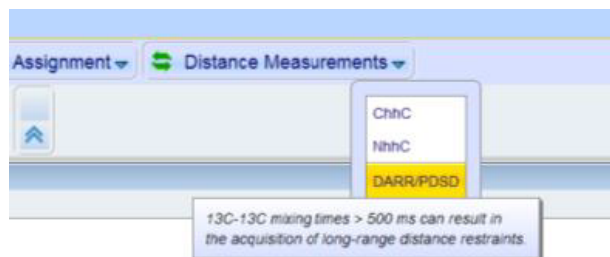 Assignment Distance Measurements
ChhC
NhhC
DARR/PDSD
13C-13C mixing times > 500 ms can result in
the acquisition of long-range distance restraints.